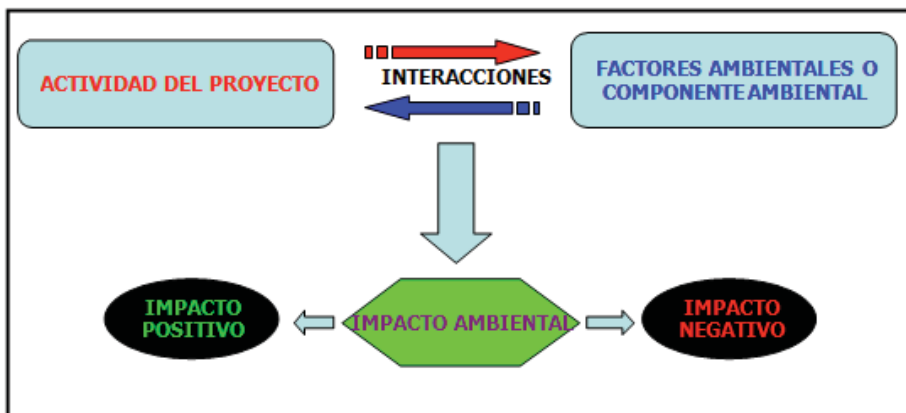 ACTIVIDAD DEL PROYECTO
INTERACCIONES
FACTORES AMBIENTALES O
COMPONENTE AMBIENTAL
IMPACTO
POSITIVO
IMPACTO AMBIENTAL
IMPACTO
NEGATIVO